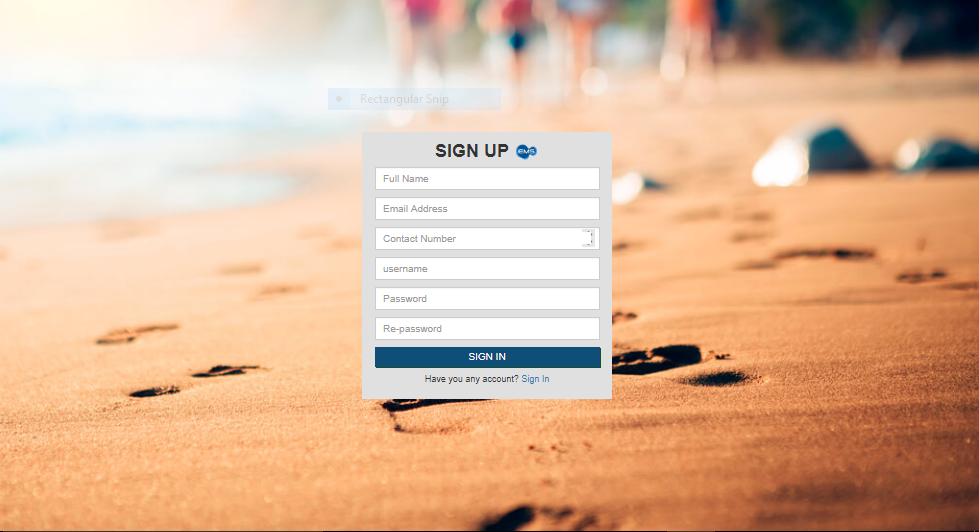 Rectangular Snip
SIGN UP EMS
Full Name
Email Address
Contact Number
username
Password
Re-password
SIGN IN
Have you any account? Sign In